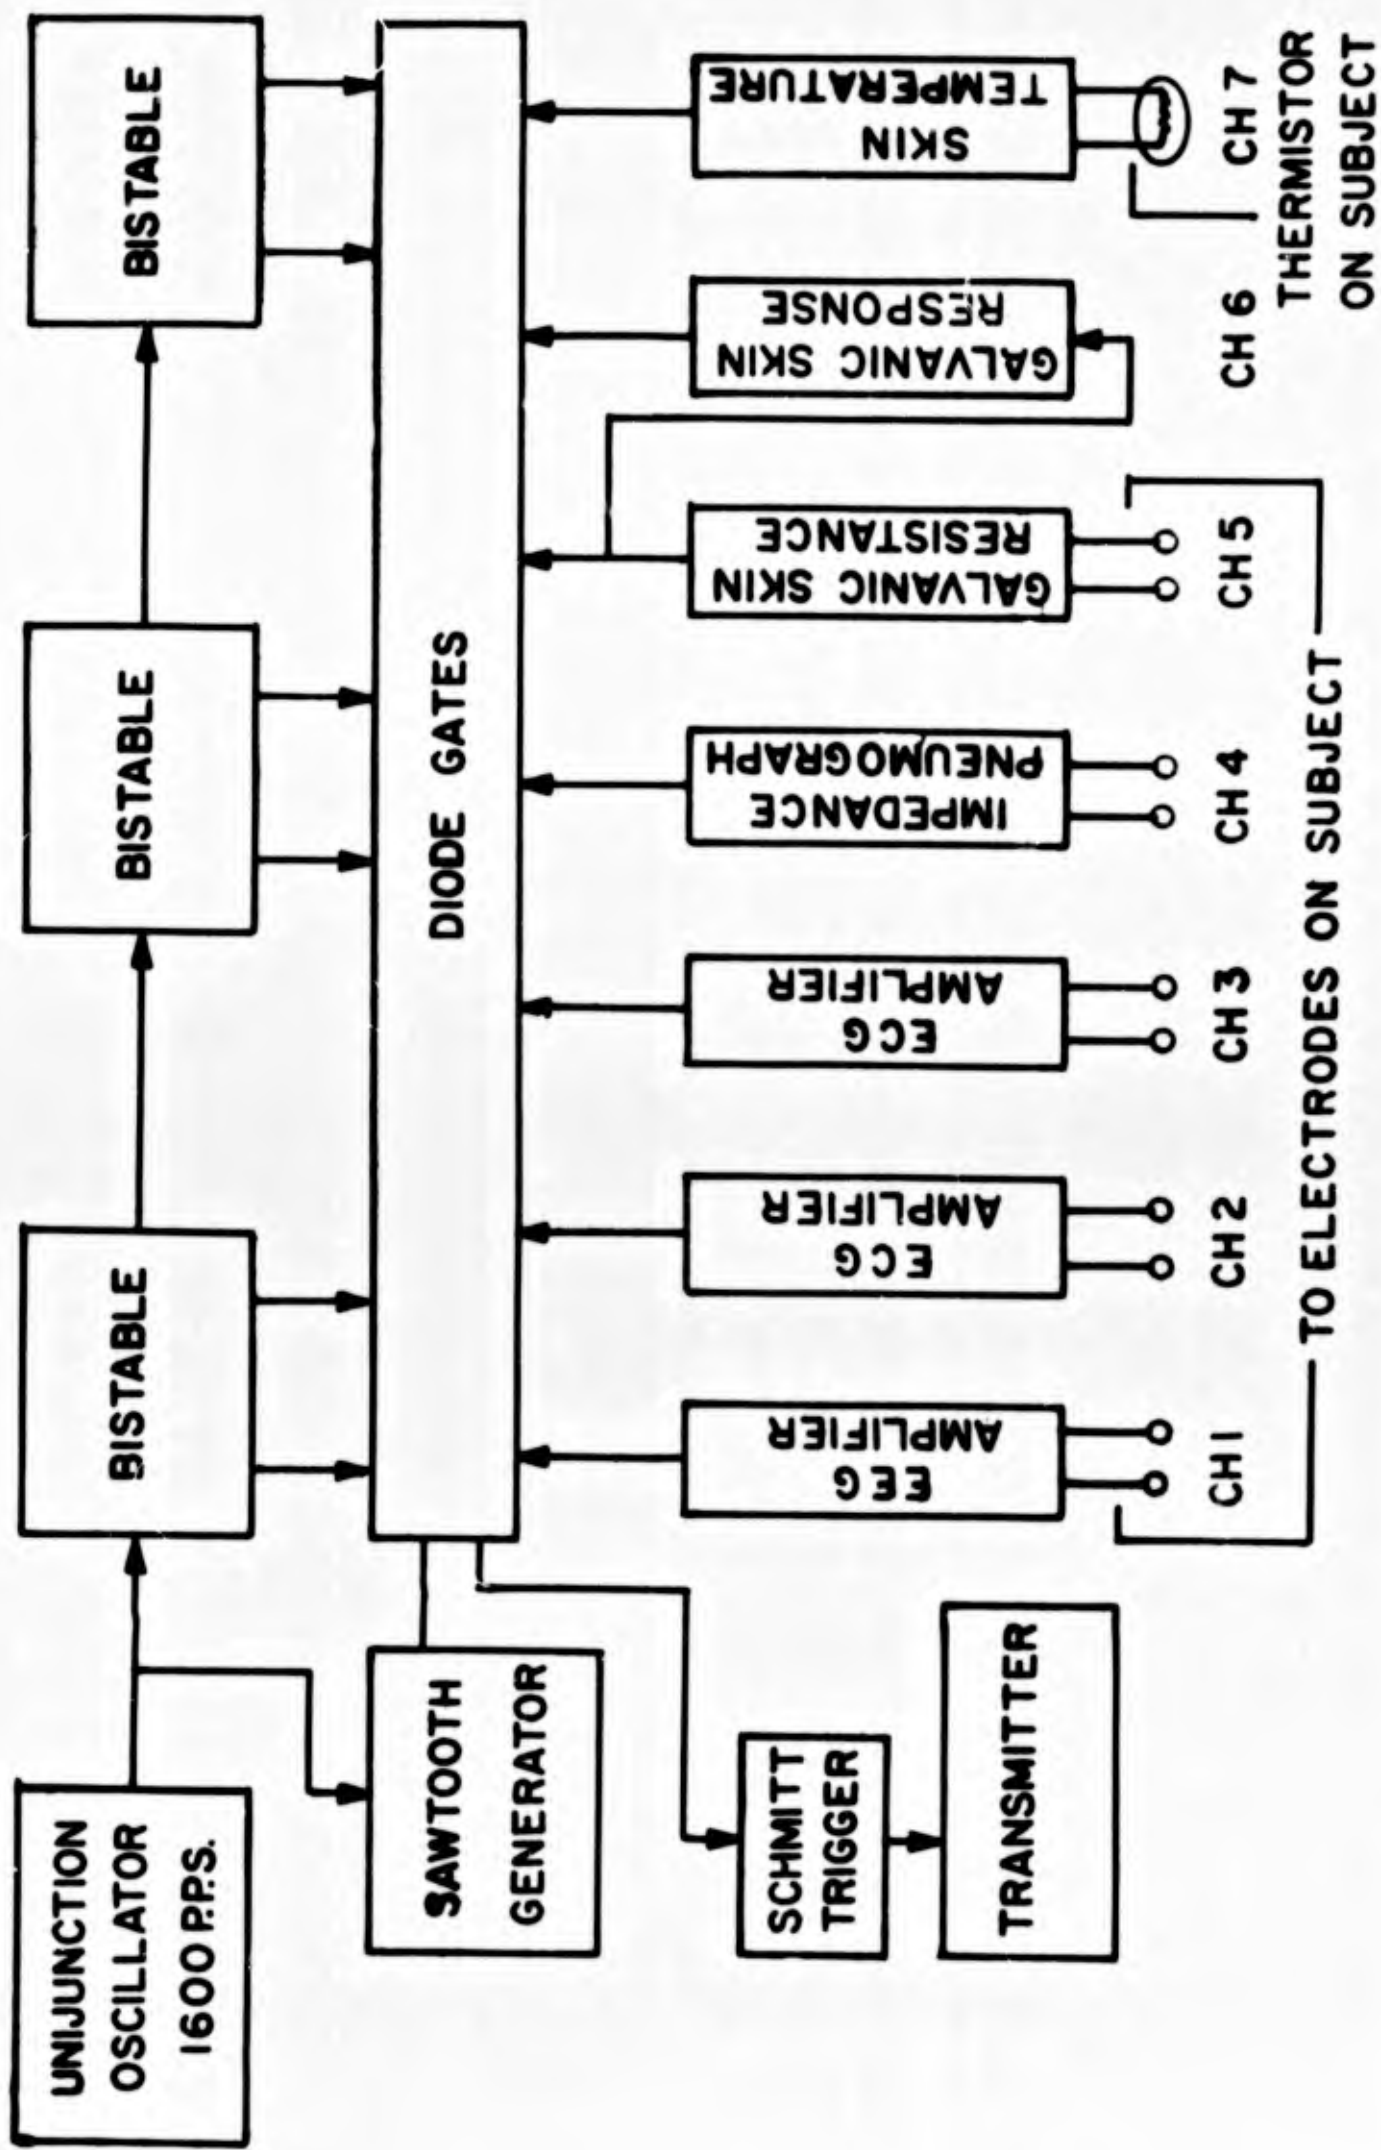 UNIJUNCTION
OSCILLATOR
1600 P.P.S.
BISTABLE
BISTABLE
BISTABLE
SAWTOOTH
GENERATOR
DIODE GATES
SCHMITT
TRIGGER
TRANSMITTER
EEG
AMPLIFIER
ECG
AMPLIFIER
ECG
AMPLIFIER
IMPEDANCE
PNEUMOGRAPH
GALVANIC SKIN
RESISTANCE
GALVANIC SKIN
RESPONSE
SKIN
TEMPERATURE
CH 1
CH 2
CH 3
CH 4
CH 5
CH 6
CH 7
TO ELECTRODES ON SUBJECT
THERMISTOR
ON SUBJECT